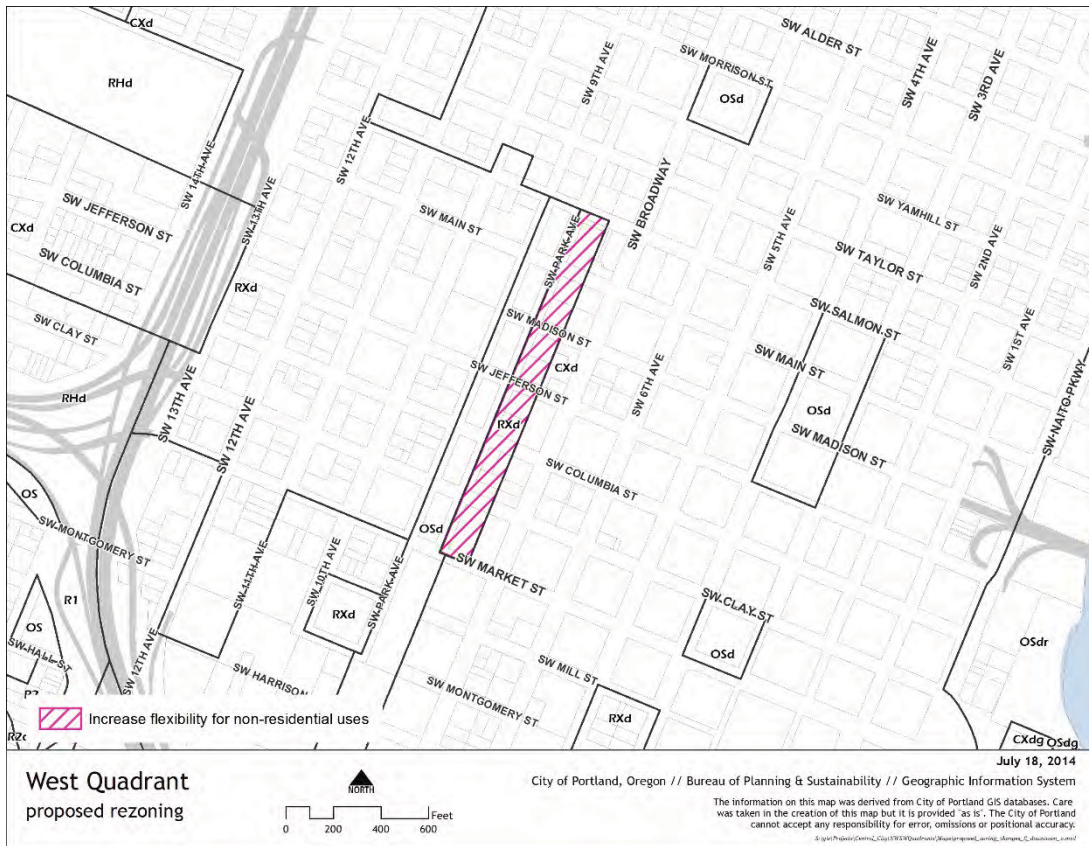 CXd
RHd
SW ALDER ST
SW 4TH AVE
SW 3RD AVE
SW MORRISON ST
SW 9TH AVE
OSd
SW 12TH AVE
SW 14TH AVE
SW 13TH AVE
SW BROADWAY
SW JEFFERSON ST
CXd
SW COLUMBIA ST
SW MAIN ST
SW YAMHILL ST
SW 5TH AVE
SW 2ND AVE
SW TAYLOR ST
SW PARK AVE
RXd
SW CLAY ST
SW SALMON ST
SW MADISON ST
SW 1ST AVE
SW MAIN ST
CXd
SW JEFFERSON ST
SW 6TH AVE
RHd
SW 13TH AVE
SW 12TH AVE
OSd
RXd
SW MADISON ST
SW NAITO PKWY
SW COLUMBIA ST
OS
OSd
SW MONTGOMERY ST
SW MARKET ST
SW 11TH AVE
SW 10TH AVE
SW PARK AVE
R1
RXd
SW CLAY ST
OS
SW HALL ST
OSd
OSdr
SW 12TH AVE
SW HARRISON
SW MILL ST
SW MONTGOMERY ST
RXd
Increase flexibility for non-residential uses
CXdg
OSdg
July 18, 2014
West Quadrant
proposed rezoning
NORTH
Feet
0 200 400 600
City of Portland, Oregon // Bureau of Planning & Sustainability // Geographic Information System
The information on this map was derived from City of Portland GIS databases. Care
was taken in the creation of this map but it is provided "as is". The City of Portland
cannot accept any responsibility for error, omissions or positional accuracy.